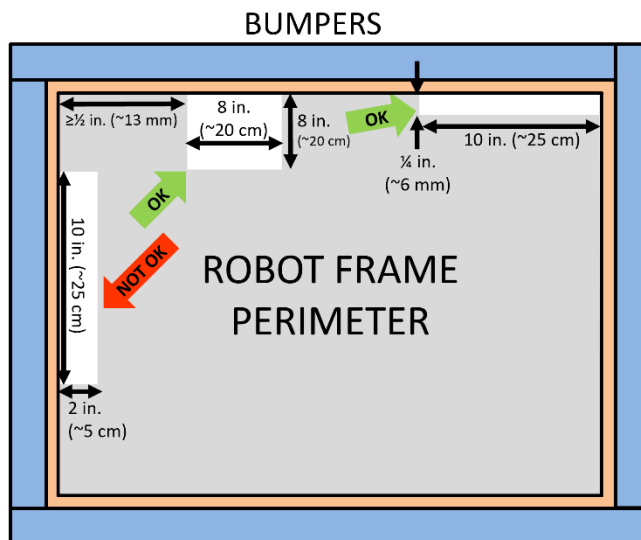 BUMPERS
≥½ in. (~13 mm)
8 in.
(~20 cm)
8 in.
(~20 cm)
OK
10 in. (~25 cm)
¼ in.
(~6 mm)
OK
NOT OK
10 in. (~25 cm)
ROBOT FRAME
PERIMETER
2 in.
(~5 cm)